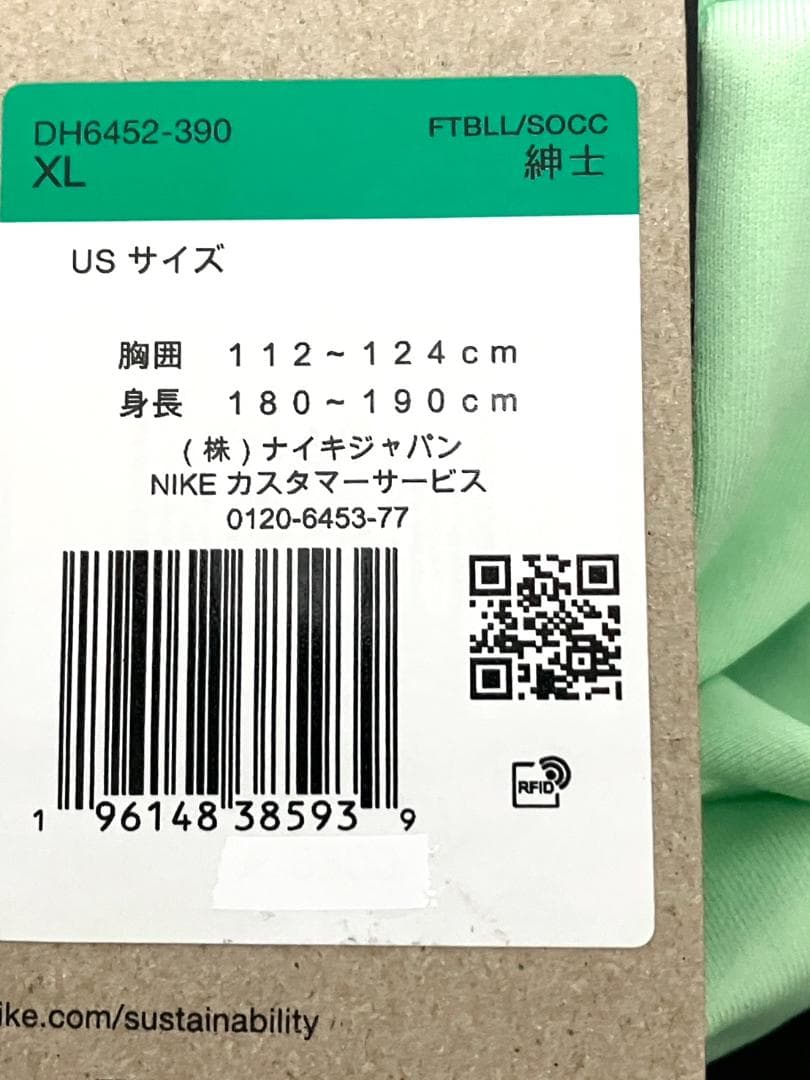 DH6452-390
FTBLL/SOCC
XL
紳士
US サイズ
胸囲 112~124cm
身長 180~190cm
(株)ナイキジャパン
NIKE カスタマーサービス
0120-6453-77
1 96148 38593 9
RFID
ike.com/sustainability